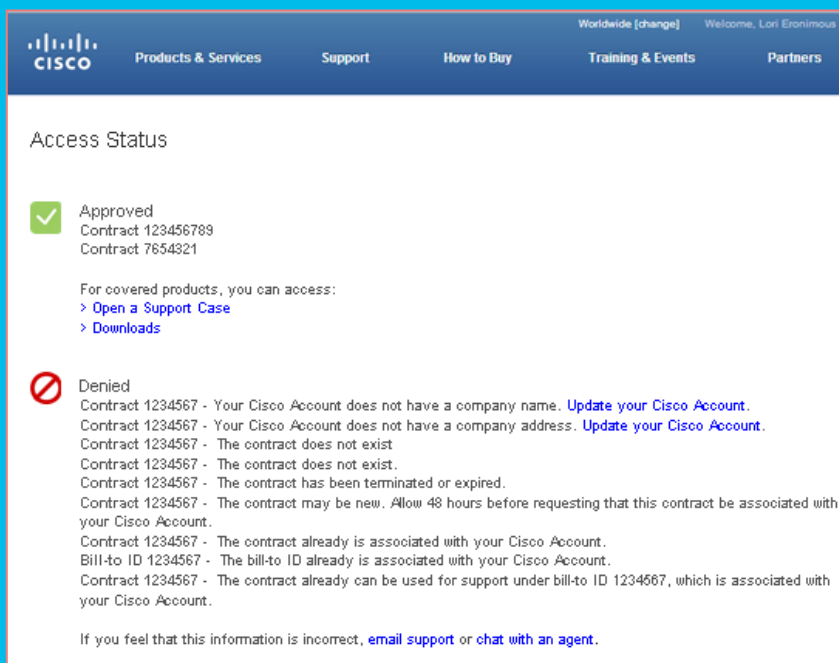 Worldwide [change] Welcome, Lori Eronimous
CISCO
Products & Services Support How to Buy Training & Events Partners
Access Status
Approved
Contract 123456789
Contract 7654321
For covered products, you can access:
> Open a Support Case
> Downloads
Denied
Contract 1234567 - Your Cisco Account does not have a company name. Update your Cisco Account.
Contract 1234567 - Your Cisco Account does not have a company address. Update your Cisco Account.
Contract 1234567 - The contract does not exist
Contract 1234567 - The contract does not exist.
Contract 1234567 - The contract has been terminated or expired.
Contract 1234567 - The contract may be new. Allow 48 hours before requesting that this contract be associated with
your Cisco Account.
Contract 1234567 - The contract already is associated with your Cisco Account.
Bill-to ID 1234567 - The bill-to ID already is associated with your Cisco Account.
Contract 1234567 - The contract already can be used for support under bill-to ID 1234567, which is associated with
your Cisco Account.
If you feel that this information is incorrect, email support or chat with an agent.